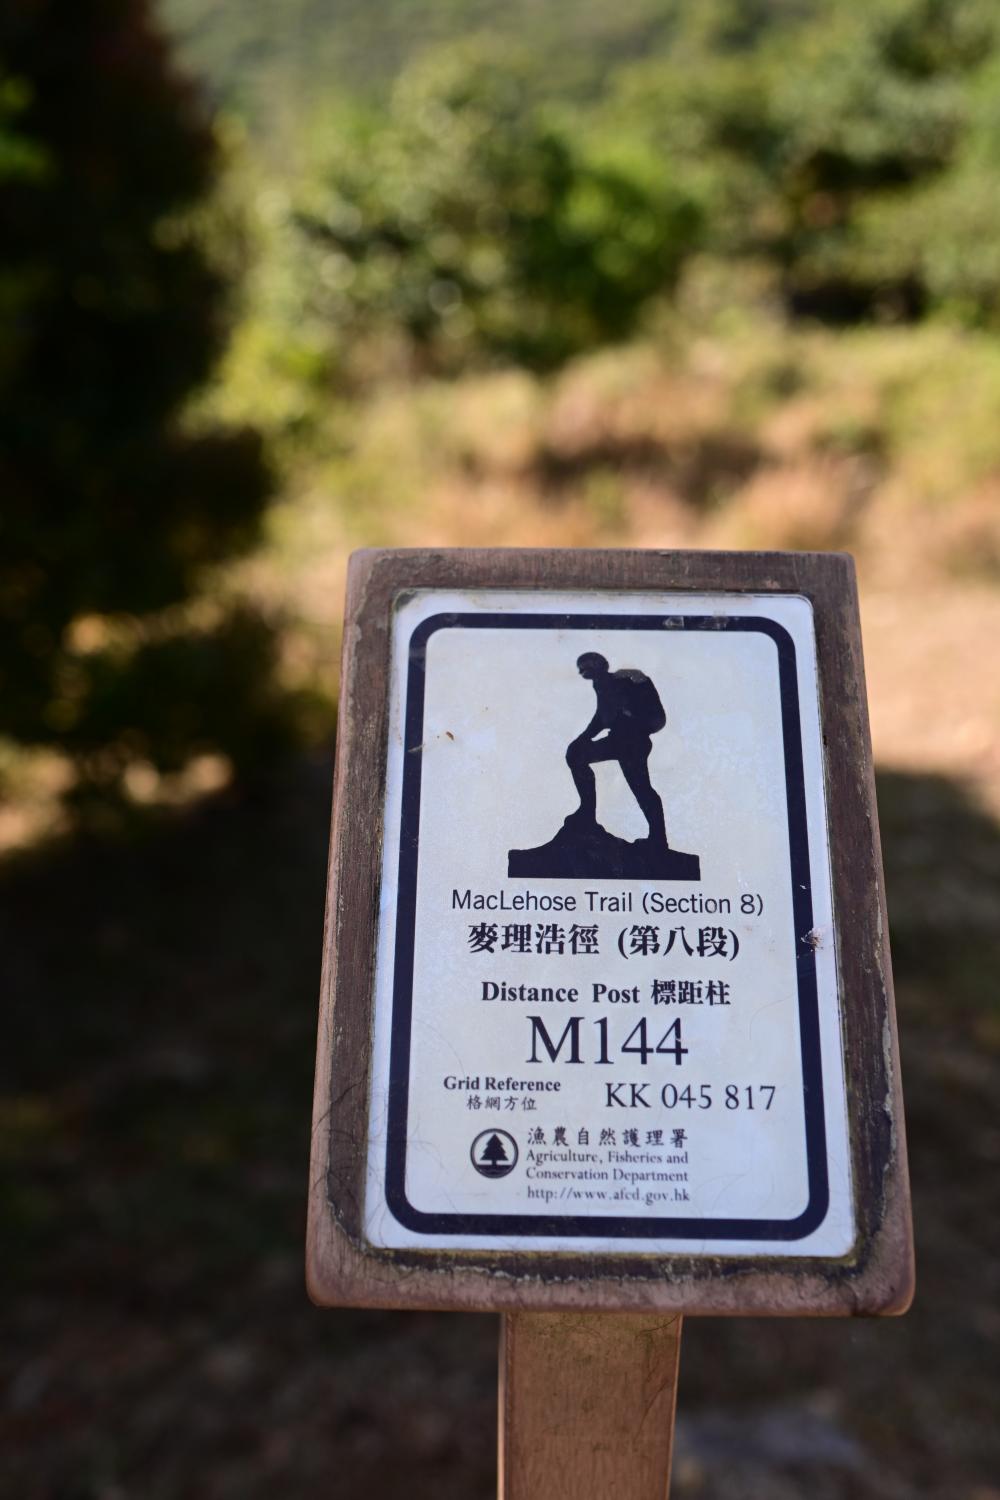 MacLehose Trail (Section 8)
麥理浩徑 (第八段)
Distance Post 標距柱
M144
Grid Reference KK 045 817
格網方位
漁農自然護理署
Agriculture, Fisheries and
Conservation Department
http://www.afcd.gov.hk